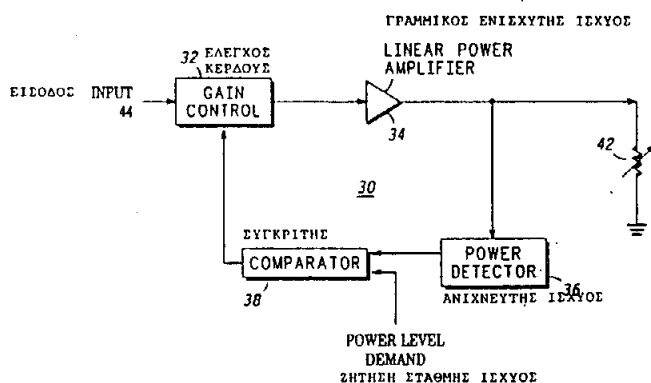 ΓΡΑΜΜΙΚΟΣ ΕΝΙΣΧΥΤΗΣ ΙΣΧΥΟΣ
LINEAR POWER
AMPLIFIER
32 ΕΛΕΓΧΟΣ
ΚΕΡΔΟΥΣ
ΕΙΣΟΔΟΣ INPUT
44
GAIN
CONTROL
34
42
30
ΣΥΓΚΡΙΤΗΣ
COMPARATOR
38
POWER
DETECTOR
36
ΑΝΙΧΝΕΥΤΗΣ ΙΣΧΥΟΣ
POWER LEVEL
DEMAND
ΖΗΤΗΣΗ ΣΤΑΘΜΗΣ ΙΣΧΥΟΣ